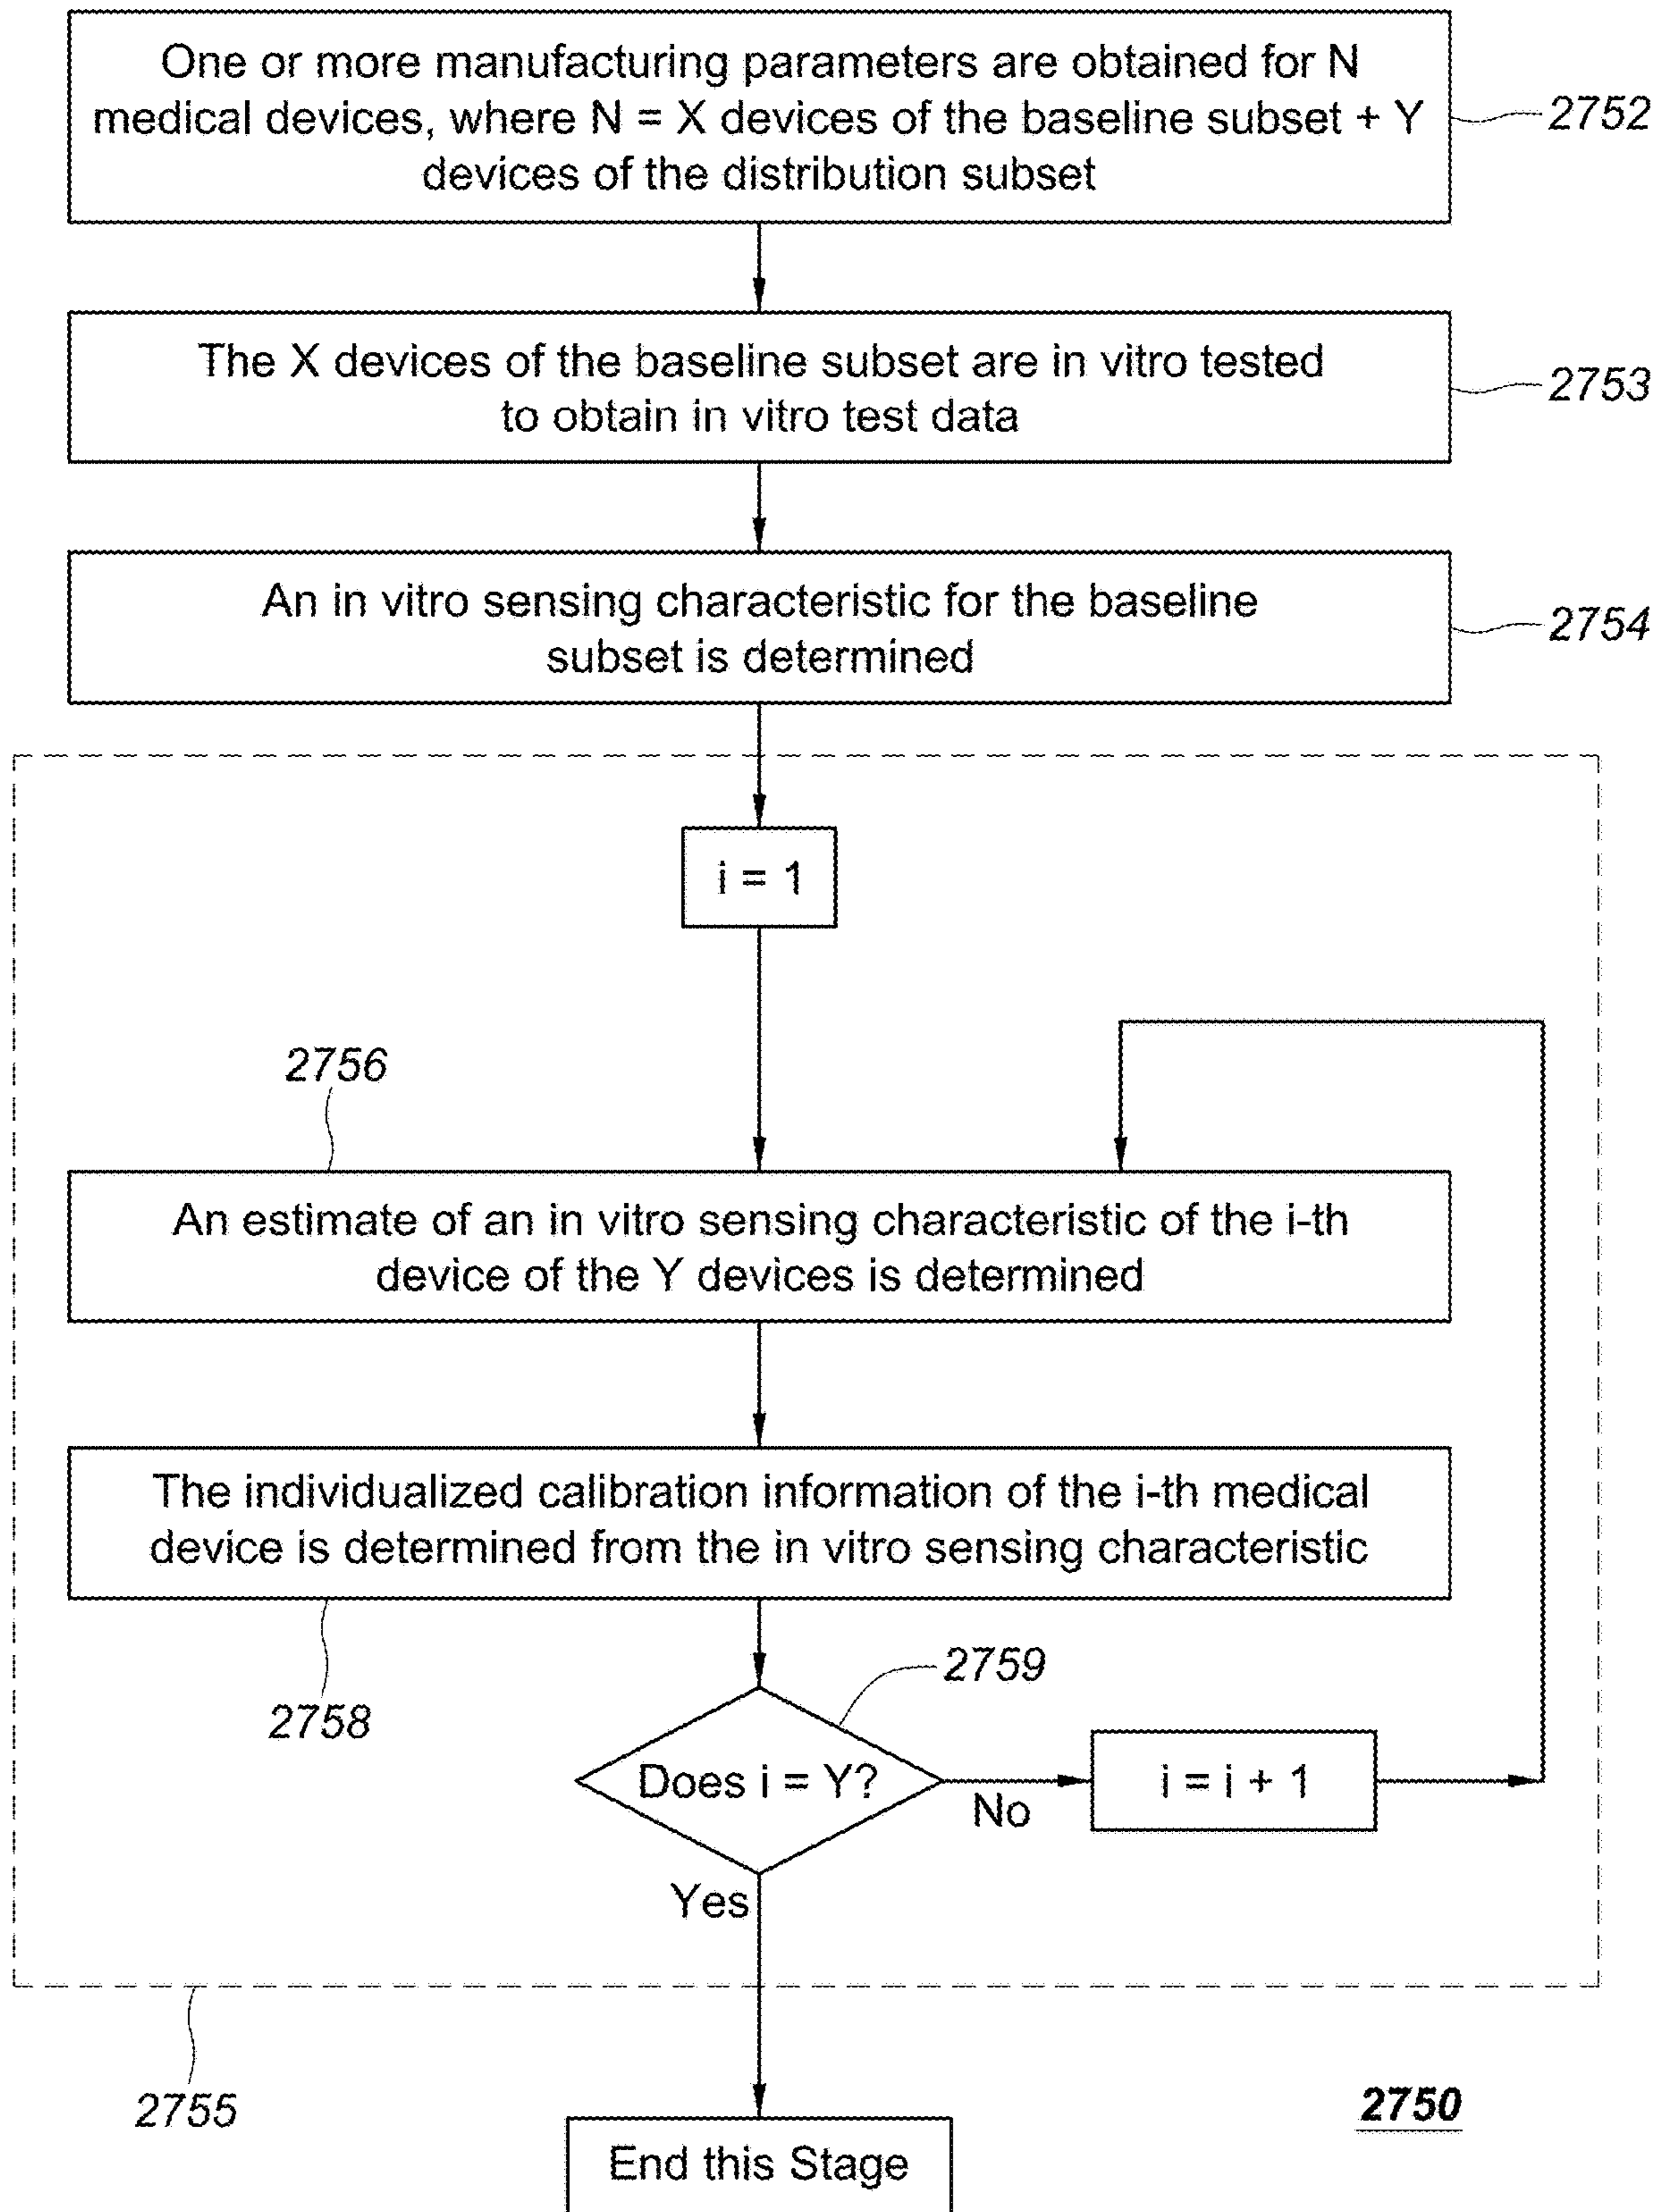 One or more manufacturing parameters are obtained for N
medical devices, where N = X devices of the baseline subset + Y
devices of the distribution subset
2752
The X devices of the baseline subset are in vitro tested
to obtain in vitro test data
2753
An in vitro sensing characteristic for the baseline
subset is determined
2754
i = 1
2756
An estimate of an in vitro sensing characteristic of the i-th
device of the Y devices is determined
The individualized calibration information of the i-th medical
device is determined from the in vitro sensing characteristic
2758
2759
Does i = Y?
No
i = i + 1
Yes
2755
2750
End this Stage